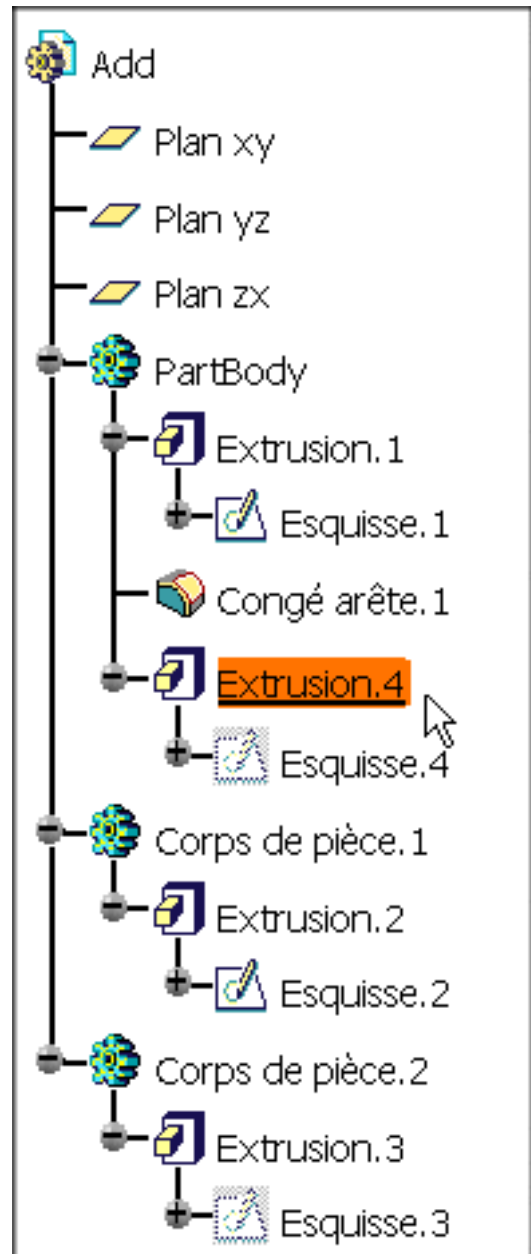 Add
Plan xy
Plan yz
Plan zx
PartBody
Extrusion.1
Esquisse.1
Congé arête.1
Extrusion.4
Esquisse.4
Corps de pièce.1
Extrusion.2
Esquisse.2
Corps de pièce.2
Extrusion.3
Esquisse.3